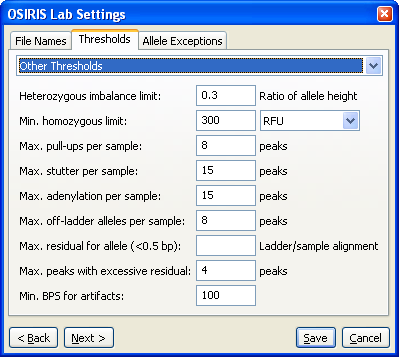 OSIRIS Lab Settings
File Names Thresholds Allele Exceptions
Other Thresholds
Heterozygous imbalance limit: 0.3 Ratio of allele height
Min. homozygous limit: 300 RFU
Max. pull-ups per sample: 8 peaks
Max. stutter per sample: 15 peaks
Max. adenylation per sample: 15 peaks
Max. off-ladder alleles per sample: 8 peaks
Max. residual for allele (<0.5 bp): Ladder/sample alignment
Max. peaks with excessive residual: 4 peaks
Min. BPS for artifacts: 100
< Back Next > Save Cancel